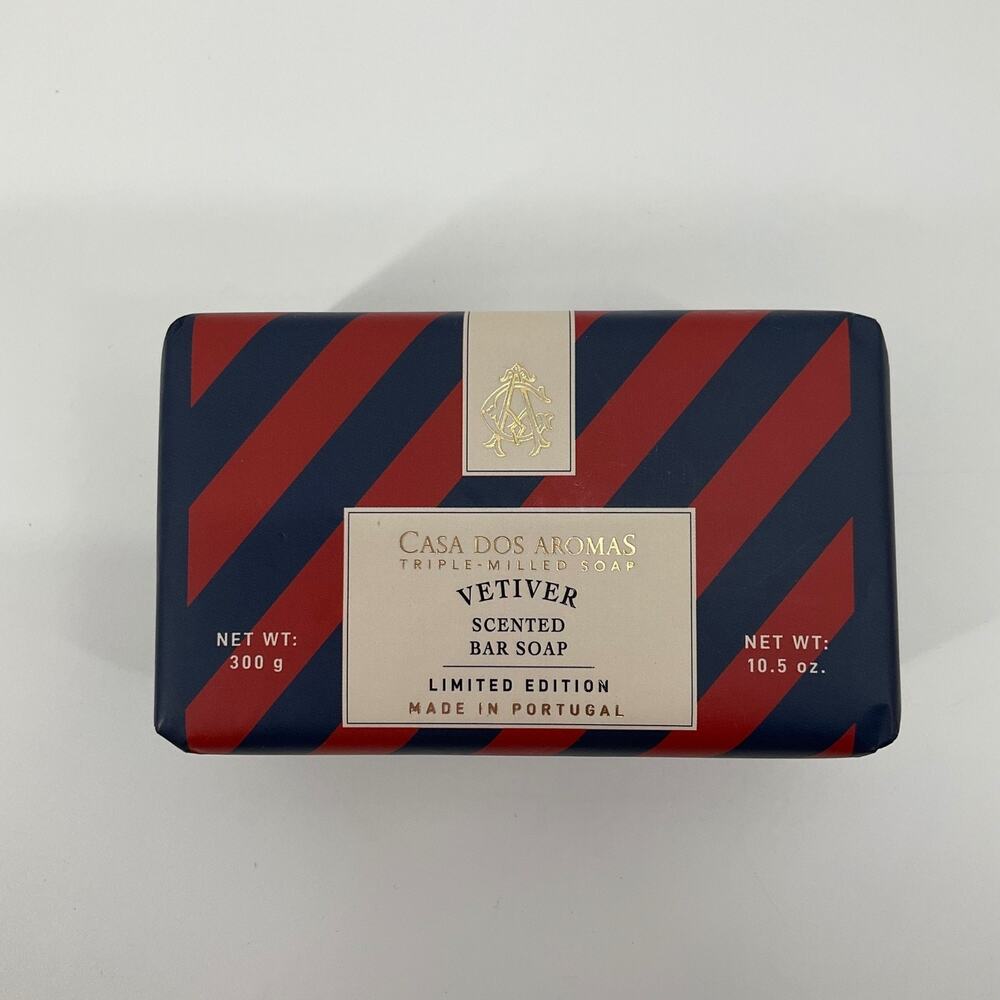 CASA DOS AROMAS
TRIPLE-MILLED SOAP
VETIVER
SCENTED
BAR SOAP
LIMITED EDITION
MADE IN PORTUGAL
NET WT:
300 g
NET WT:
10.5 oz.